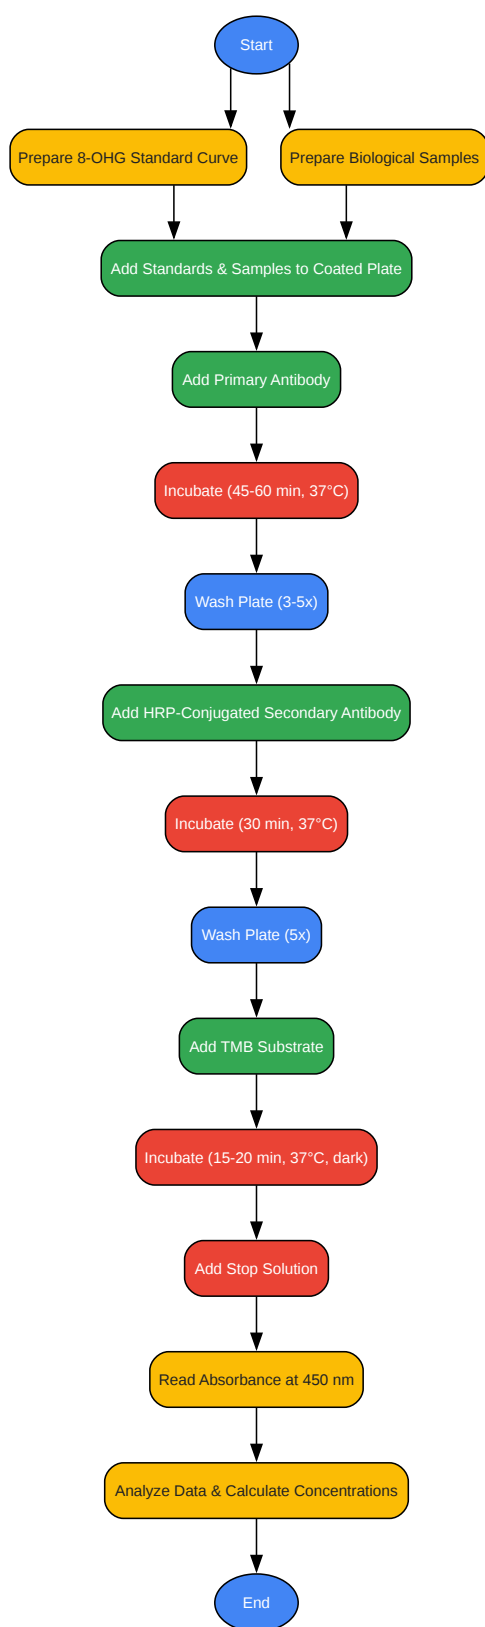 Start
Prepare 8-OHG Standard Curve
Prepare Biological Samples
Add Standards & Samples to Coated Plate
Add Primary Antibody
Incubate (45-60 min, 37°C)
Wash Plate (3-5x)
Add HRP-Conjugated Secondary Antibody
Incubate (30 min, 37°C)
Wash Plate (5x)
Add TMB Substrate
Incubate (15-20 min, 37°C, dark)
Add Stop Solution
Read Absorbance at 450 nm
Analyze Data & Calculate Concentrations
End